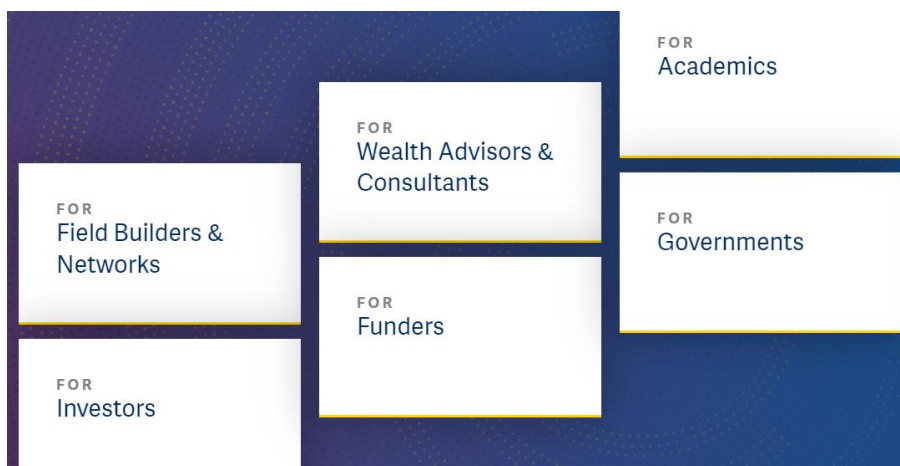 FOR
Field Builders &
Networks
FOR
Investors
FOR
Wealth Advisors &
Consultants
FOR
Funders
FOR
Academics
FOR
Governments